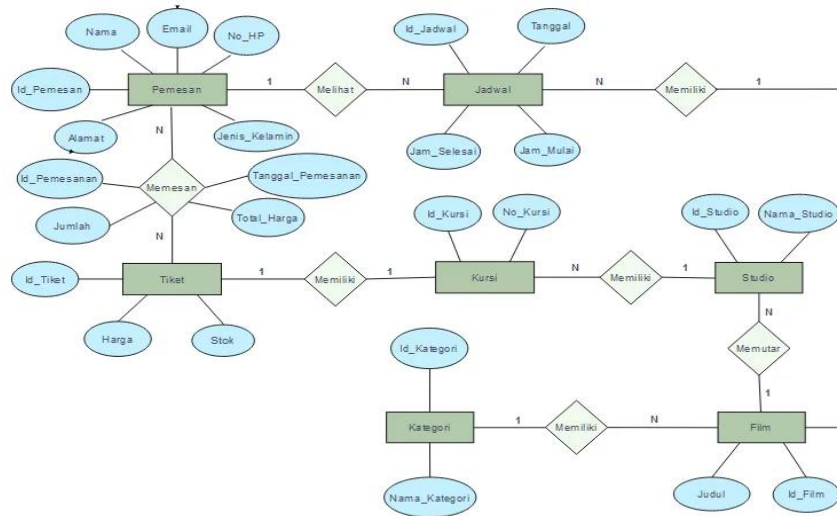 Nama
Email
No_HP
Id_Jadwal
Tanggal
Id_Pemesan
Pemesan
1
Melihat
N
Jadwal
N
Memiliki
1
N
Alamat
Jenis_Kelamin
Jam_Selesai
Jam_Mulai
Id_Pemesanan
Memesan
Tanggal_Pemesanan
Jumlah
Total_Harga
Id_Kursi
No_Kursi
Id_Studio
Nama_Studio
N
Id_Tiket
Tiket
1
Memiliki
1
Kursi
N
Memiliki
1
Studio
Harga
Stok
N
Id_Kategori
Memutar
1
Kategori
1
Memiliki
N
Film
Nama_Kategori
Judul
Id_Film